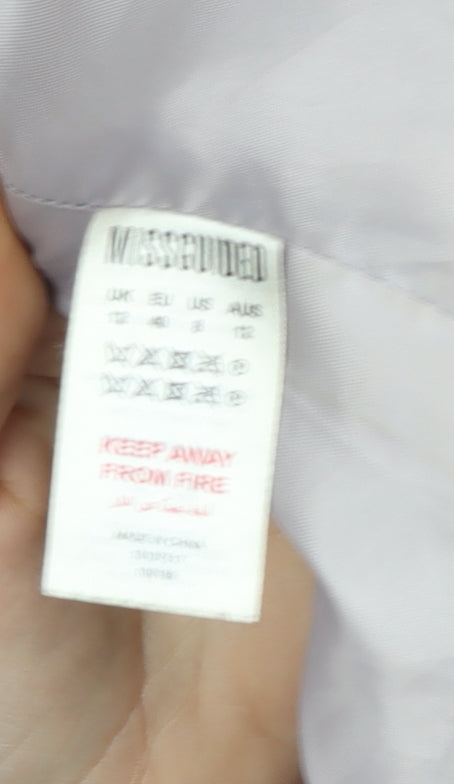 MISSGUIDED
UK EU US AUS
12 40 8 12
KEEP AWAY
FROM FIRE
MADE IN CHINA